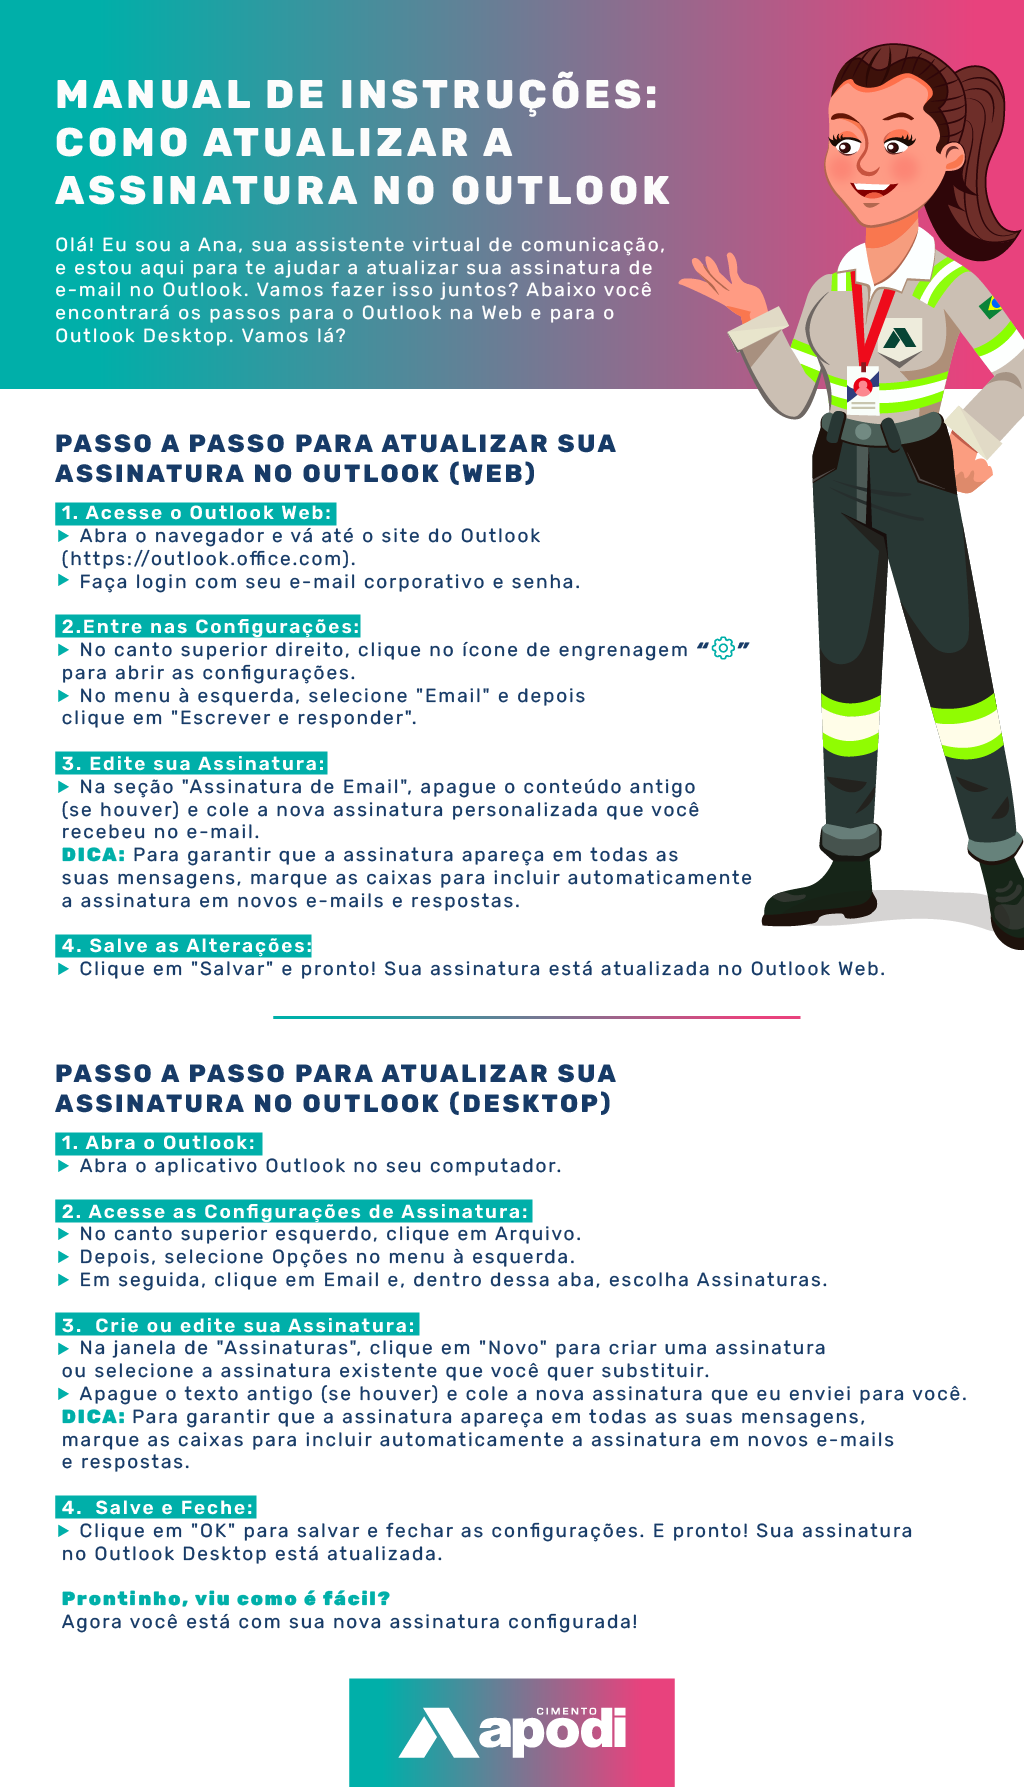 MANUAL DE INSTRUÇÕES:
COMO ATUALIZAR A
ASSINATURA NO OUTLOOK
Olá! Eu sou a Ana, sua assistente virtual de comunicação,
e estou aqui para te ajudar a atualizar sua assinatura de
e-mail no Outlook. Vamos fazer isso juntos? Abaixo você
encontrará os passos para o Outlook na Web e para o
Outlook Desktop. Vamos lá?
PASSO A PASSO PARA ATUALIZAR SUA
ASSINATURA NO OUTLOOK (WEB)
1. Acesse o Outlook Web:
Abra o navegador e vá até o site do Outlook
(https://outlook.office.com).
Faça login com seu e-mail corporativo e senha.
2.Entre nas Configurações:
No canto superior direito, clique no ícone de engrenagem “ ”
para abrir as configurações.
No menu à esquerda, selecione "Email" e depois
clique em "Escrever e responder".
3. Edite sua Assinatura:
Na seção "Assinatura de Email", apague o conteúdo antigo
(se houver) e cole a nova assinatura personalizada que você
recebeu no e-mail.
DICA: Para garantir que a assinatura apareça em todas as
suas mensagens, marque as caixas para incluir automaticamente
a assinatura em novos e-mails e respostas.
4. Salve as Alterações:
Clique em "Salvar" e pronto! Sua assinatura está atualizada no Outlook Web.
PASSO A PASSO PARA ATUALIZAR SUA
ASSINATURA NO OUTLOOK (DESKTOP)
1. Abra o Outlook:
Abra o aplicativo Outlook no seu computador.
2. Acesse as Configurações de Assinatura:
No canto superior esquerdo, clique em Arquivo.
Depois, selecione Opções no menu à esquerda.
Em seguida, clique em Email e, dentro dessa aba, escolha Assinaturas.
3. Crie ou edite sua Assinatura:
Na janela de "Assinaturas", clique em "Novo" para criar uma assinatura
ou selecione a assinatura existente que você quer substituir.
Apague o texto antigo (se houver) e cole a nova assinatura que eu enviei para você.
DICA: Para garantir que a assinatura apareça em todas as suas mensagens,
marque as caixas para incluir automaticamente a assinatura em novos e-mails
e respostas.
4. Salve e Feche:
Clique em "OK" para salvar e fechar as configurações. E pronto! Sua assinatura
no Outlook Desktop está atualizada.
Prontinho, viu como é fácil?
Agora você está com sua nova assinatura configurada!
CIMENTO
apodi